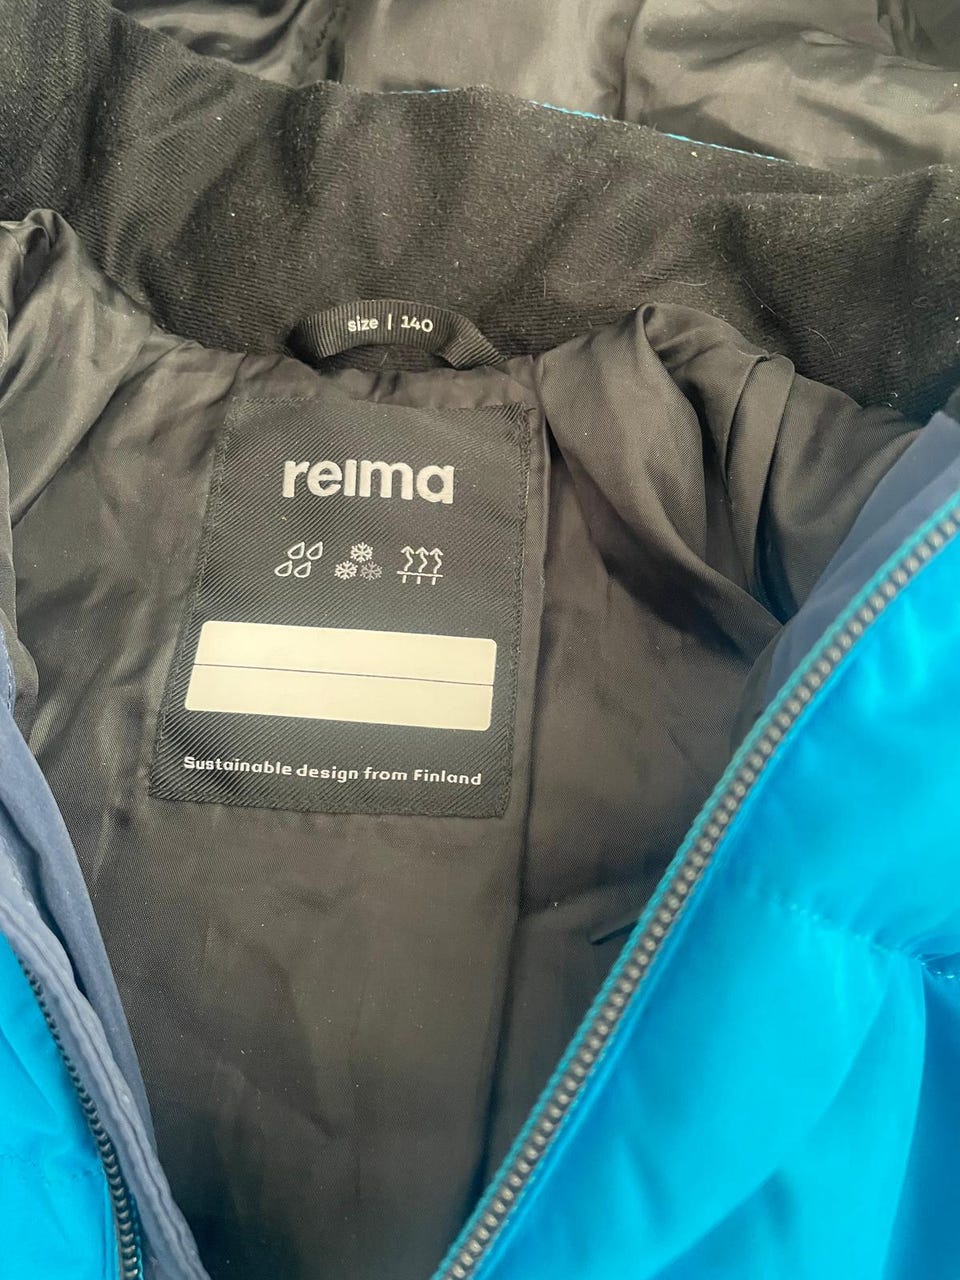 size | 140
reima
Sustainable design from Finland